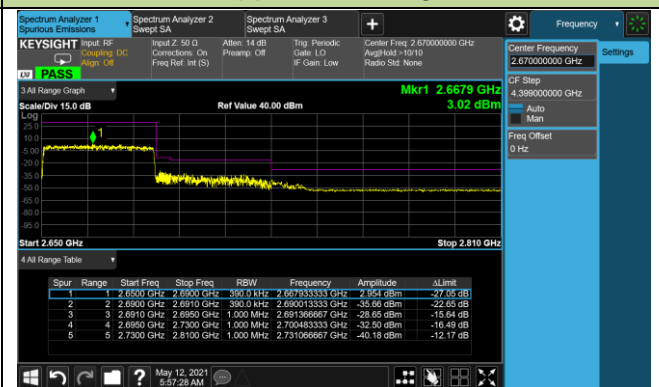 Spectrum Analyzer 1
Spurious Emissions
Spectrum Analyzer 2
Swept SA
Spectrum Analyzer 3
Swept SA
+
Frequency
KEYSIGHT
Input: RF
Coupling: DC
Align: Off
Input Z: 50 Ω
Corrections: On
Freq Ref: Int (S)
Atten: 14 dB
Preamp: Off
Trig: Periodic
Gate: LO
IF Gain: Low
Center Freq: 2.670000000 GHz
Avg|Hold:>10/10
Radio Std: None
LXI
PASS
Center Frequency
2.670000000 GHz
Settings
CF Step
4.399000000 GHz
Auto
Man
Freq Offset
0 Hz
3 All Range Graph
Mkr1 2.6679 GHz
Scale/Div 15.0 dB
Ref Value 40.00 dBm
3.02 dBm
Log
25.0
10.0
-5.00
-20.0
-35.0
-50.0
-65.0
-80.0
-95.0
1
Start 2.650 GHz
Stop 2.810 GHz
4 All Range Table
Spur Range Start Freq Stop Freq RBW Frequency Amplitude ΔLimit
1 1 2.6500 GHz 2.6900 GHz 390.0 kHz 2.667933333 GHz 2.954 dBm -27.05 dB
2 2 2.6900 GHz 2.6910 GHz 390.0 kHz 2.690013333 GHz -35.66 dBm -22.65 dB
3 3 2.6910 GHz 2.6950 GHz 1.000 MHz 2.691366667 GHz -28.65 dBm -15.64 dB
4 4 2.6950 GHz 2.7300 GHz 1.000 MHz 2.700483333 GHz -32.50 dBm -16.49 dB
5 5 2.7300 GHz 2.8100 GHz 1.000 MHz 2.731066667 GHz -40.18 dBm -12.17 dB
?
May 12, 2021
5:57:28 AM